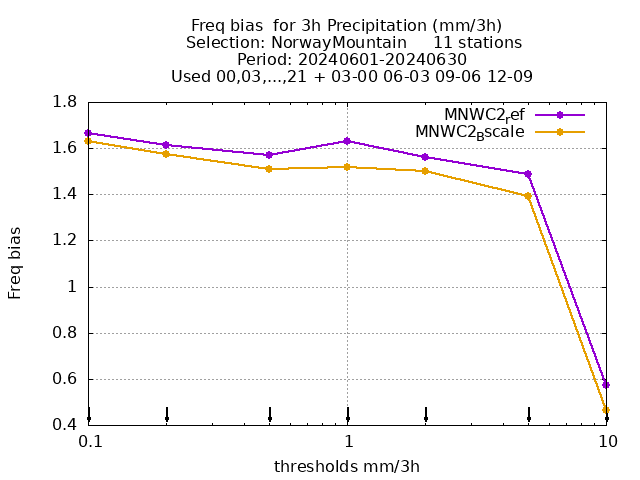 Freq bias  for 3h Precipitation (mm/3h)
Selection: NorwayMountain     11 stations
Period: 20240601-20240630
Used 00,03,...,21 + 03-00 06-03 09-06 12-09
MNWC2ref
MNWC2Bscale
1.8
1.6
1.4
1.2
1
0.8
0.6
0.4
Freq bias
0.1 1 10
thresholds mm/3h